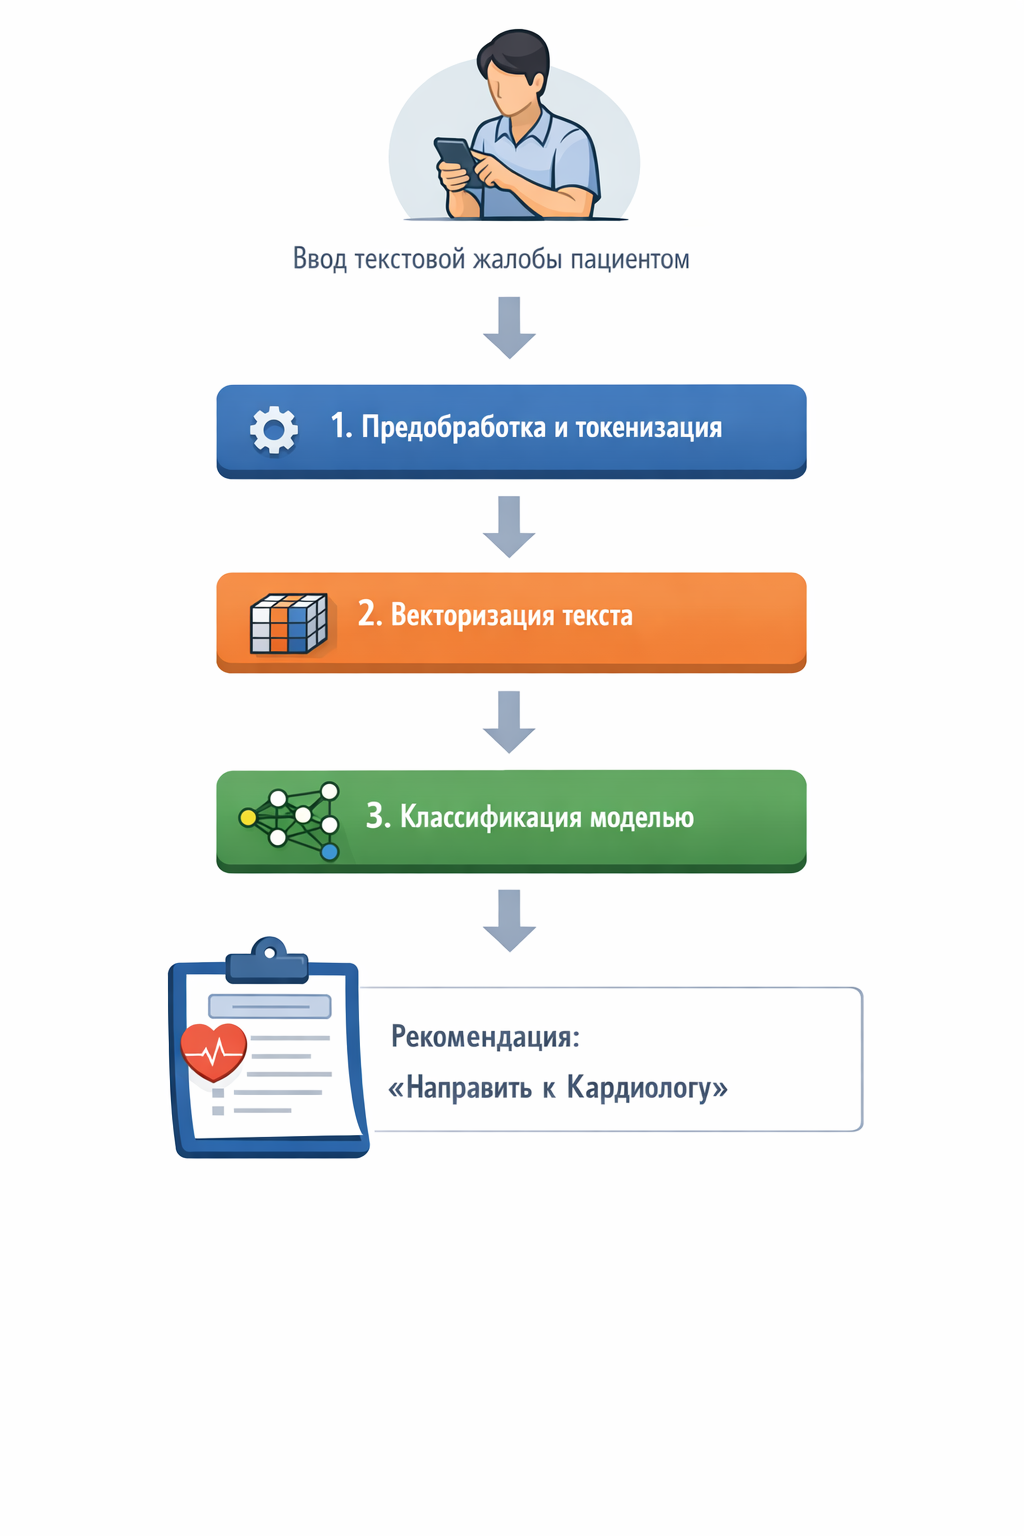 Ввод текстовой жалобы пациентом
1. Предобработка и токенизация
2. Векторизация текста
3. Классификация моделью
Рекомендация:
«Направить к Кардиологу»